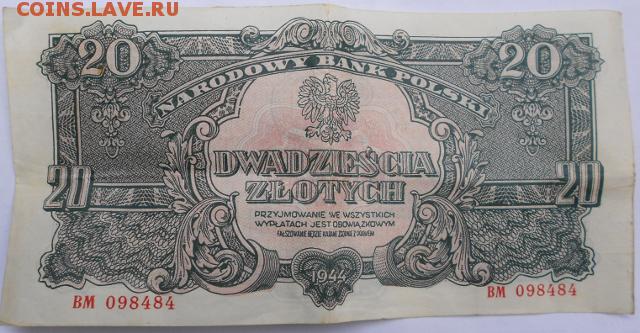 COINS.LAVE.RU
20 20
NARODOWY BANK POLSKI
DWADZIEŚCIA
ZŁOTYCH
20 20
PRZYJMOWANIE WE WSZYSTKICH
WYPŁATACH JEST OBOWIĄZKOWYM
FAŁSZOWANIE BĘDZIE KARANE ZGODNIE Z PRAWEM
1944
BM 098484 BM 098484